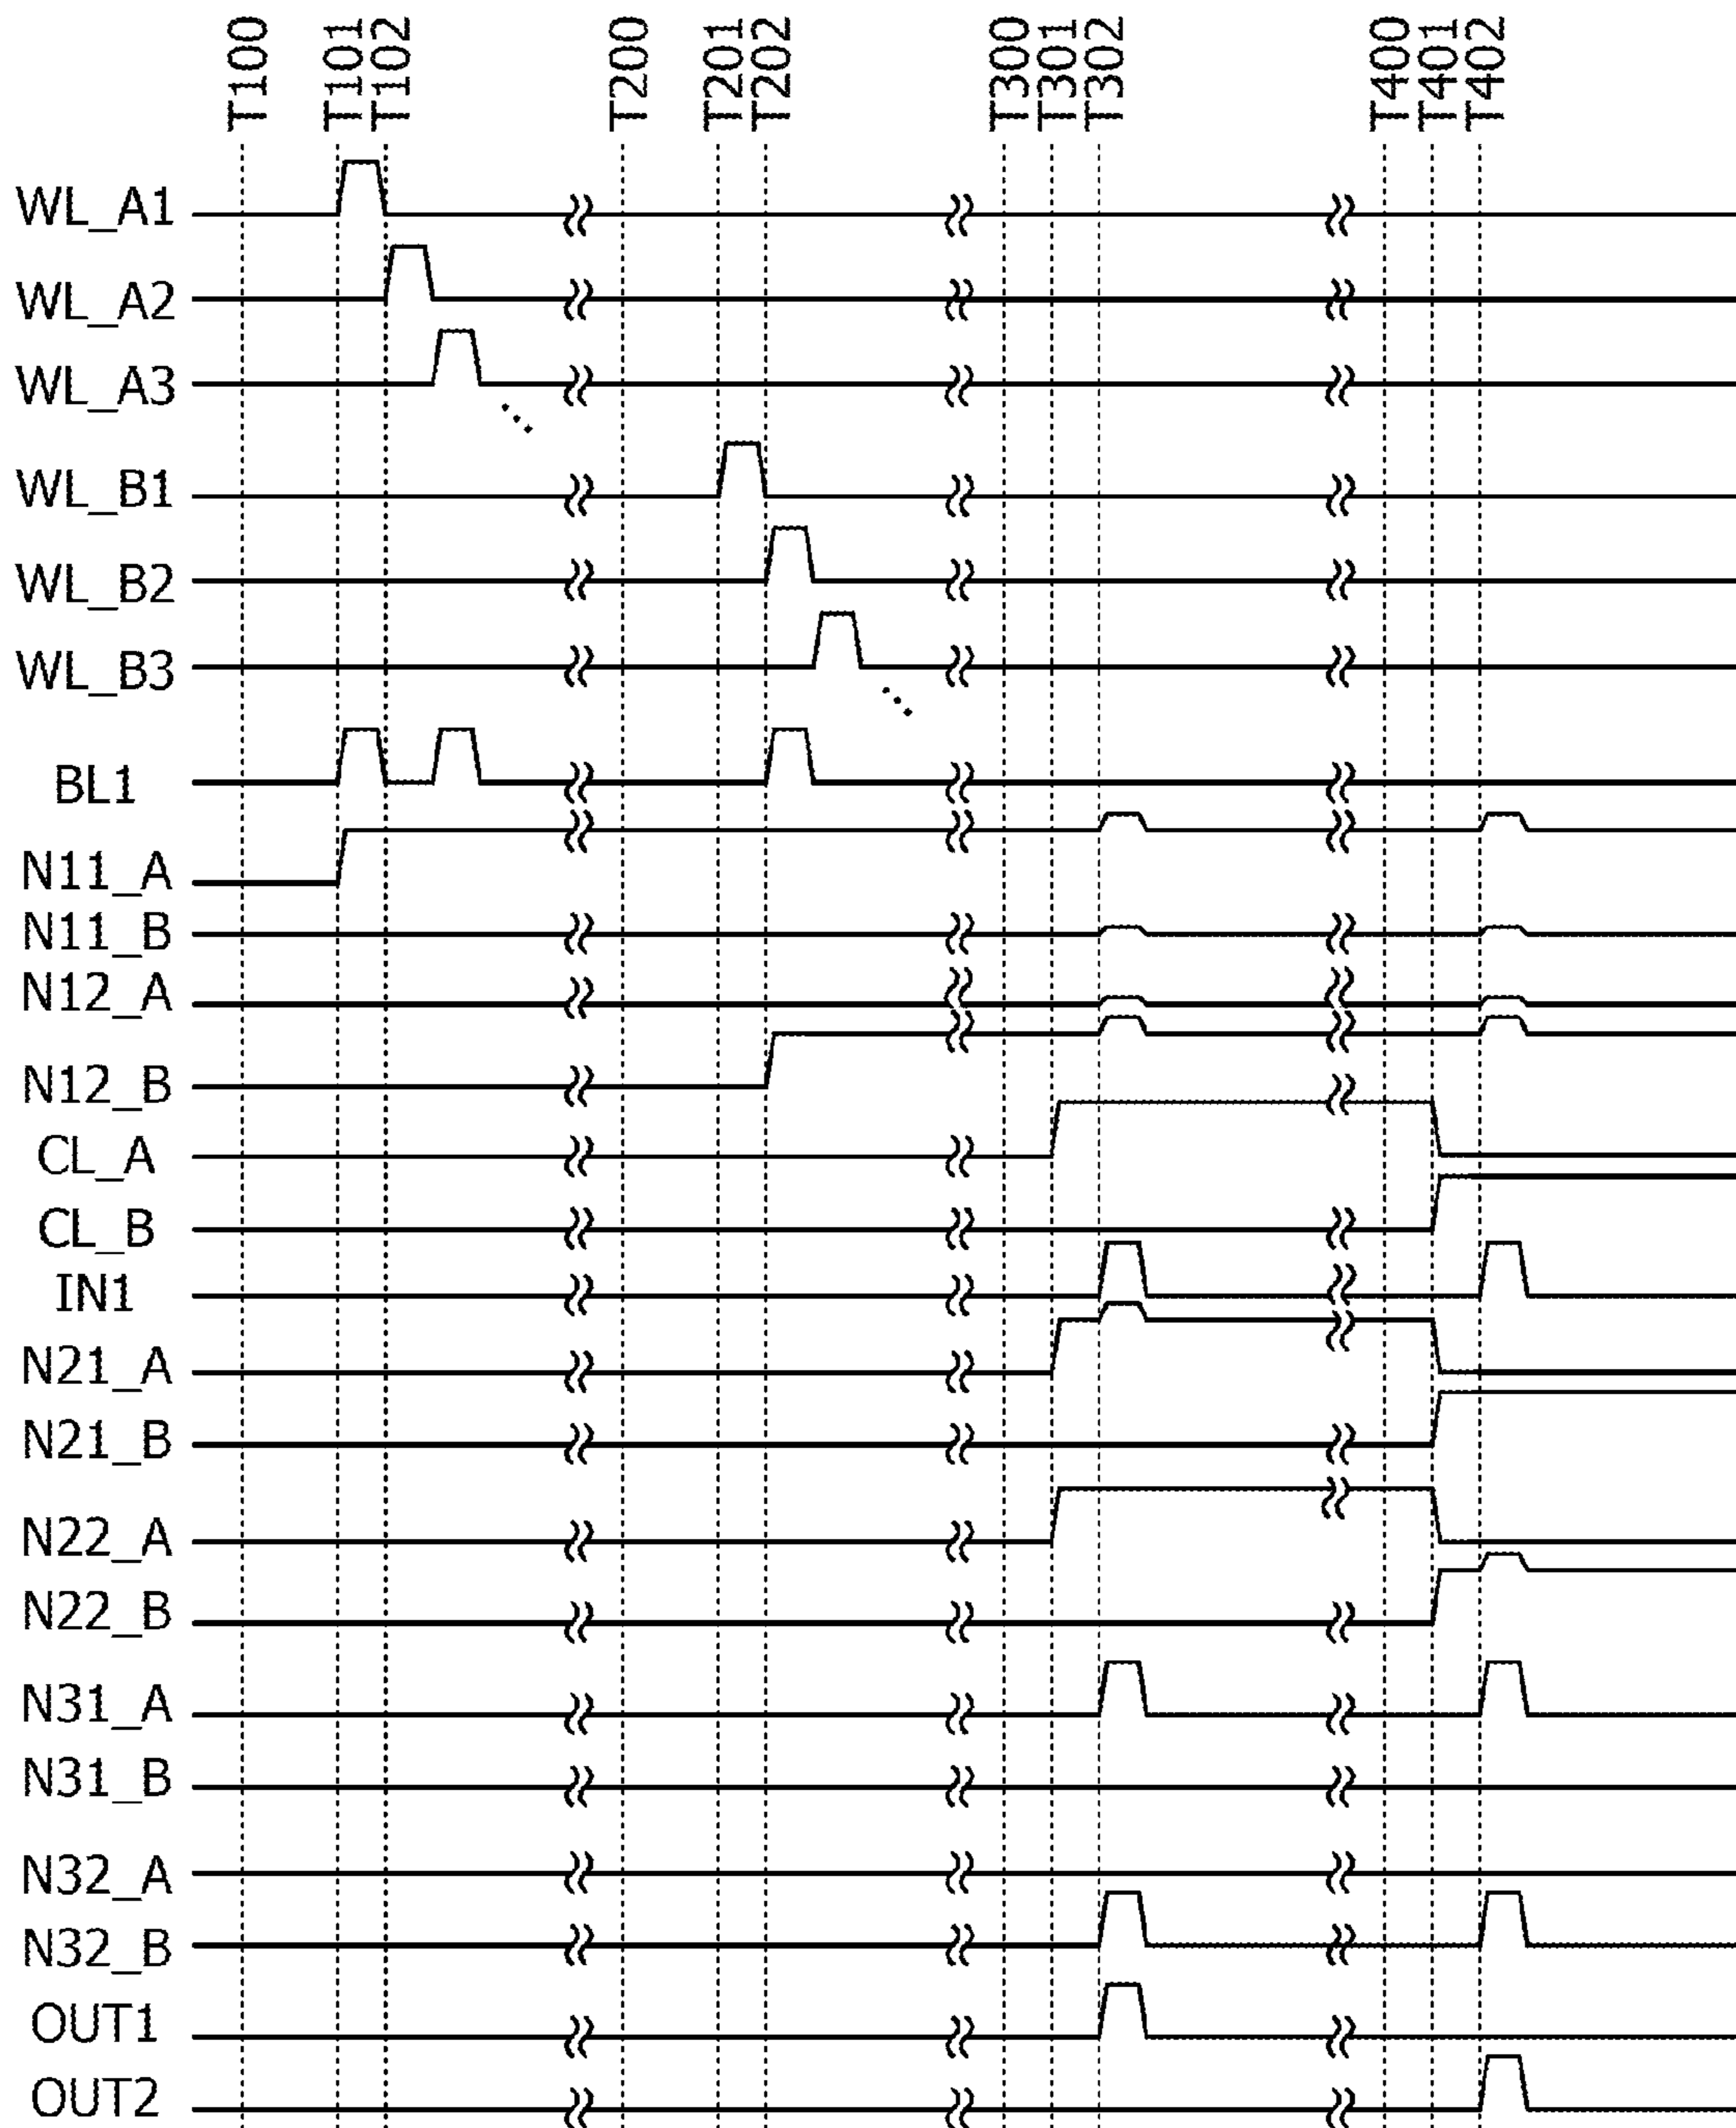 T100
T101
T102
T200
T201
T202
T300
T301
T302
T400
T401
T402
WL_A1
WL_A2
WL_A3
WL_B1
WL_B2
WL_B3
BL1
N11_A
N11_B
N12_A
N12_B
CL_A
CL_B
IN1
N21_A
N21_B
N22_A
N22_B
N31_A
N31_B
N32_A
N32_B
OUT1
OUT2